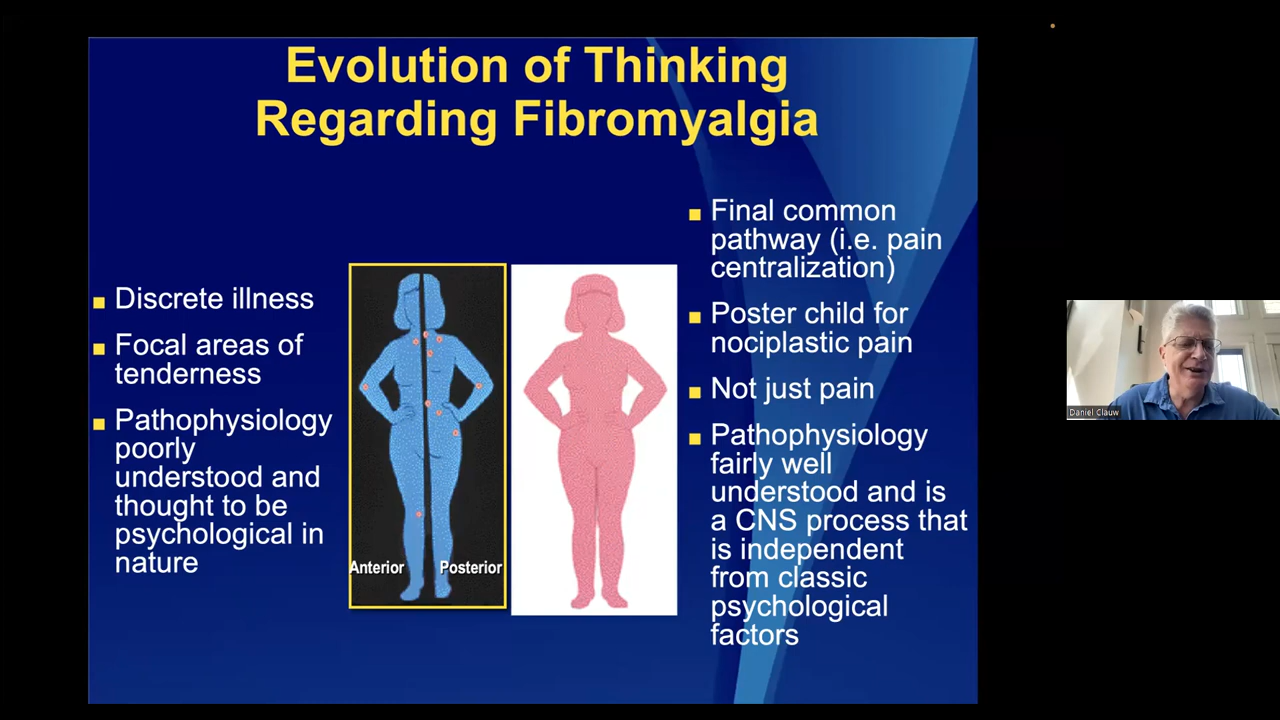 Evolution of Thinking
Regarding Fibromyalgia
■ Discrete illness
■ Focal areas of
tenderness
■ Pathophysiology
poorly
understood and
thought to be
psychological in
nature
Anterior
Posterior
■ Final common
pathway (i.e. pain
centralization)
■ Poster child for
nociplastic pain
■ Not just pain
■ Pathophysiology
fairly well
understood and is
a CNS process that
is independent
from classic
psychological
factors
Daniel Clauw